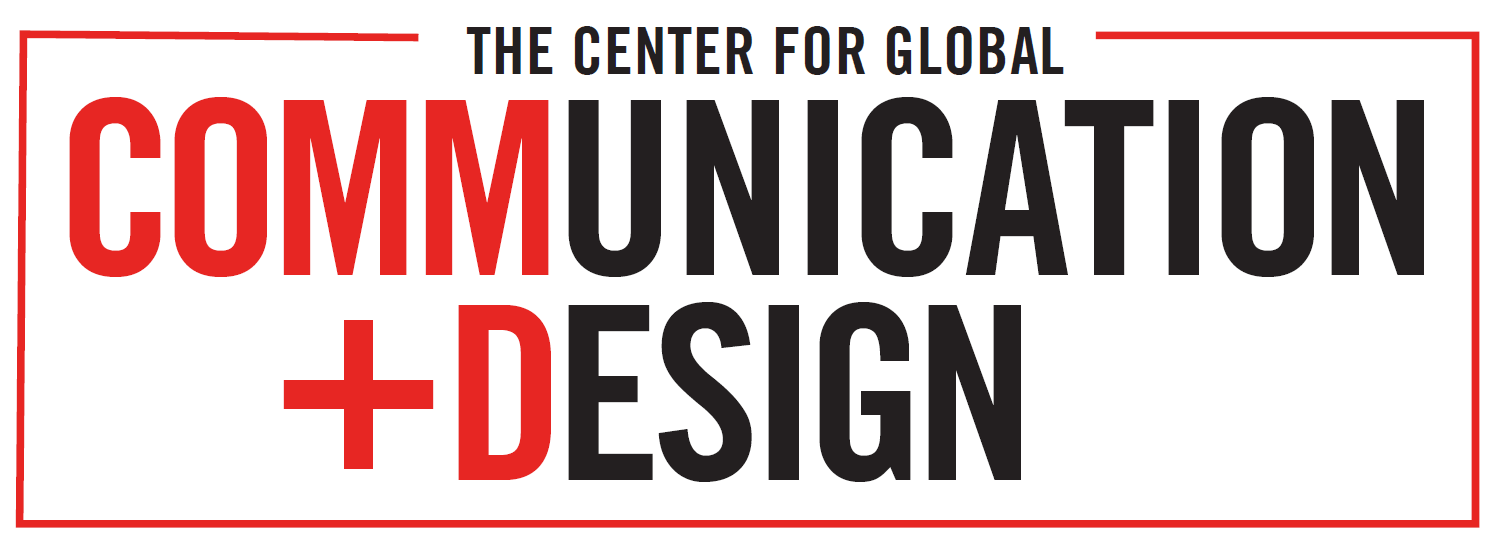 THE CENTER FOR GLOBAL
COMMUNICATION
+DESIGN